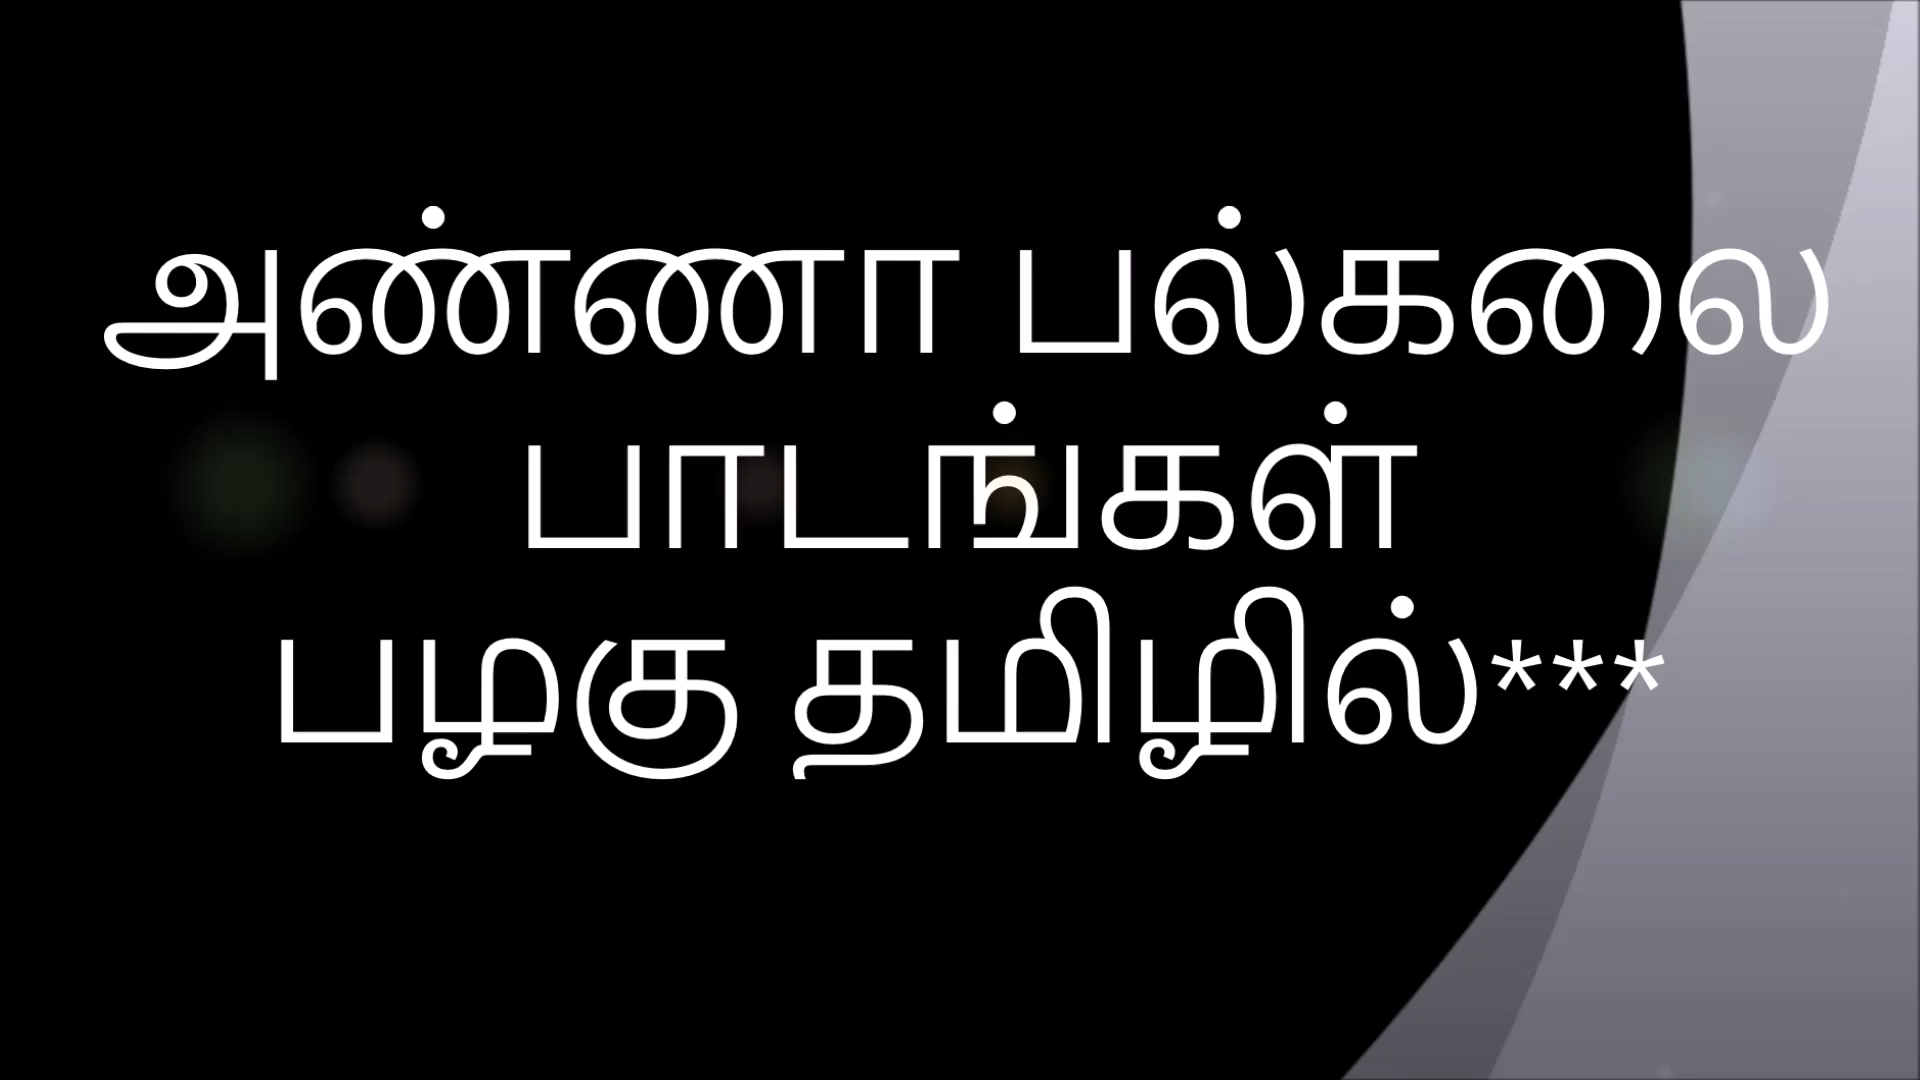 அண்ணா பல்கலை
பாடங்கள்
பழகு தமிழில்***